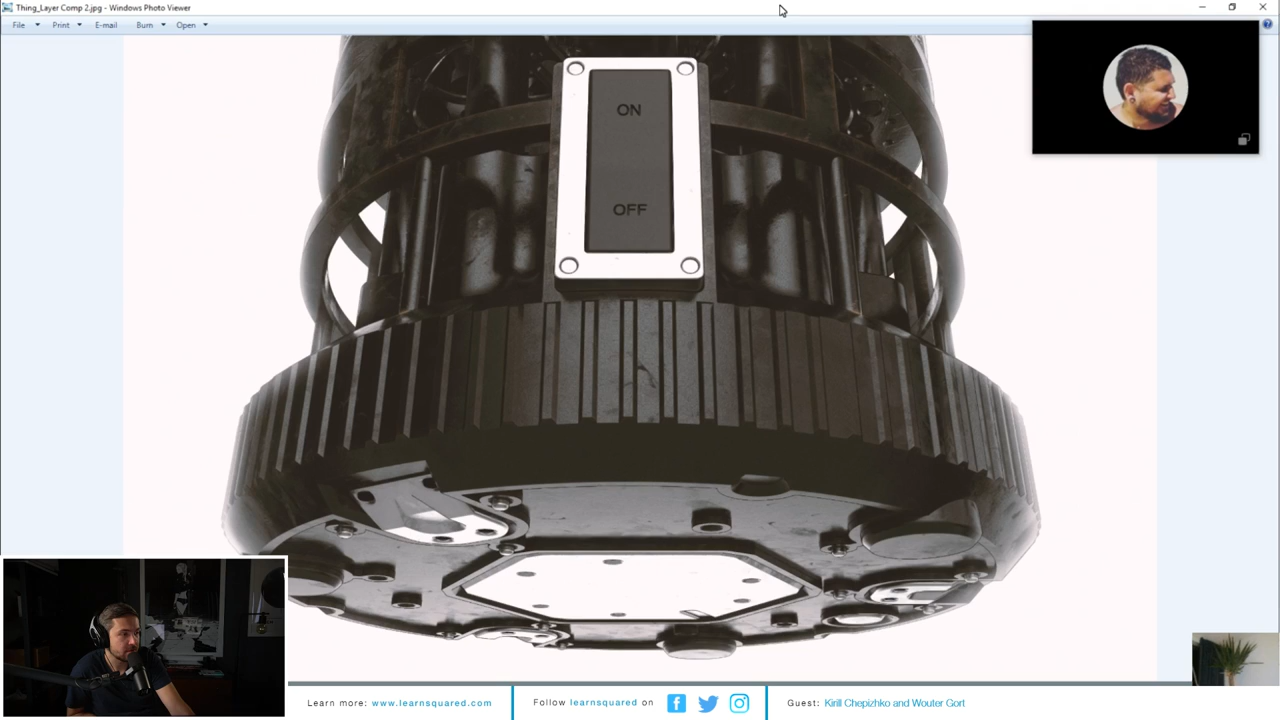 Thing_Layer Comp 2.jpg - Windows Photo Viewer
File Print E-mail Burn Open
ON
OFF
Learn more: www.learnsquared.com Follow learnsquared on Guest: Kirill Chepizhko and Wouter Gort